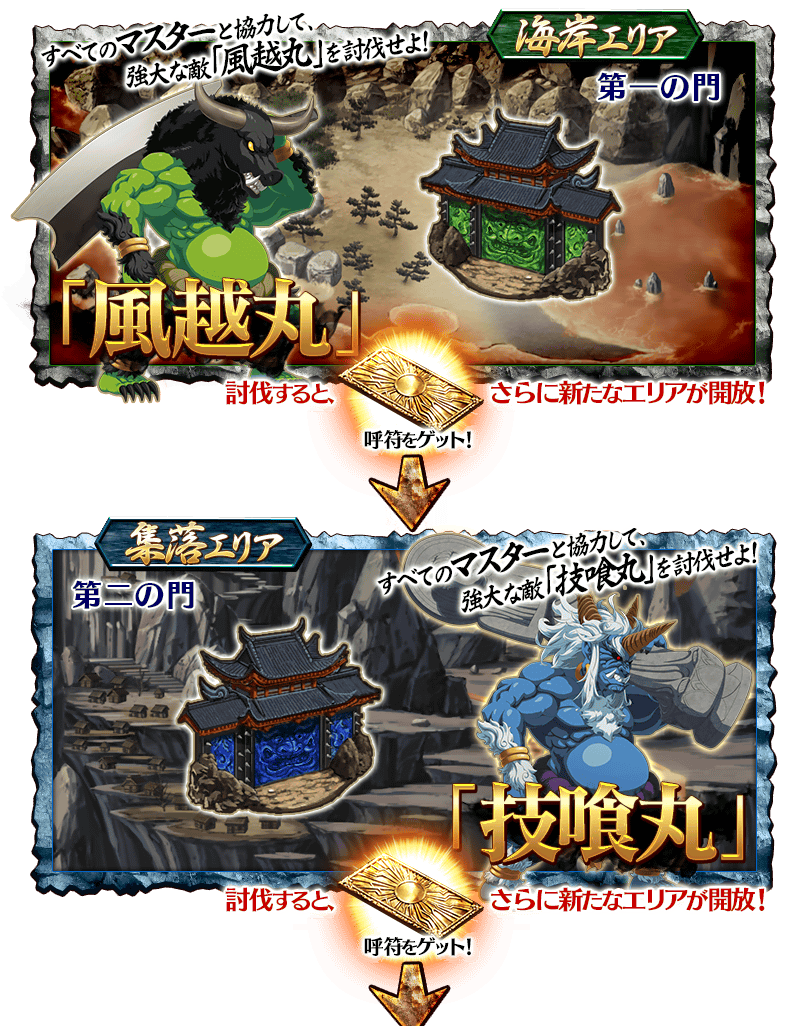 すべてのマスターと協力して、
強大な敵「風越丸」を討伐せよ!
海岸エリア
第一の門
「風越丸」
討伐すると、
さらに新たなエリアが開放!
呼符をゲット!
集落エリア
第二の門
すべてのマスターと協力して、
強大な敵「技喰丸」を討伐せよ!
「技喰丸」
討伐すると、
さらに新たなエリアが開放!
呼符をゲット!